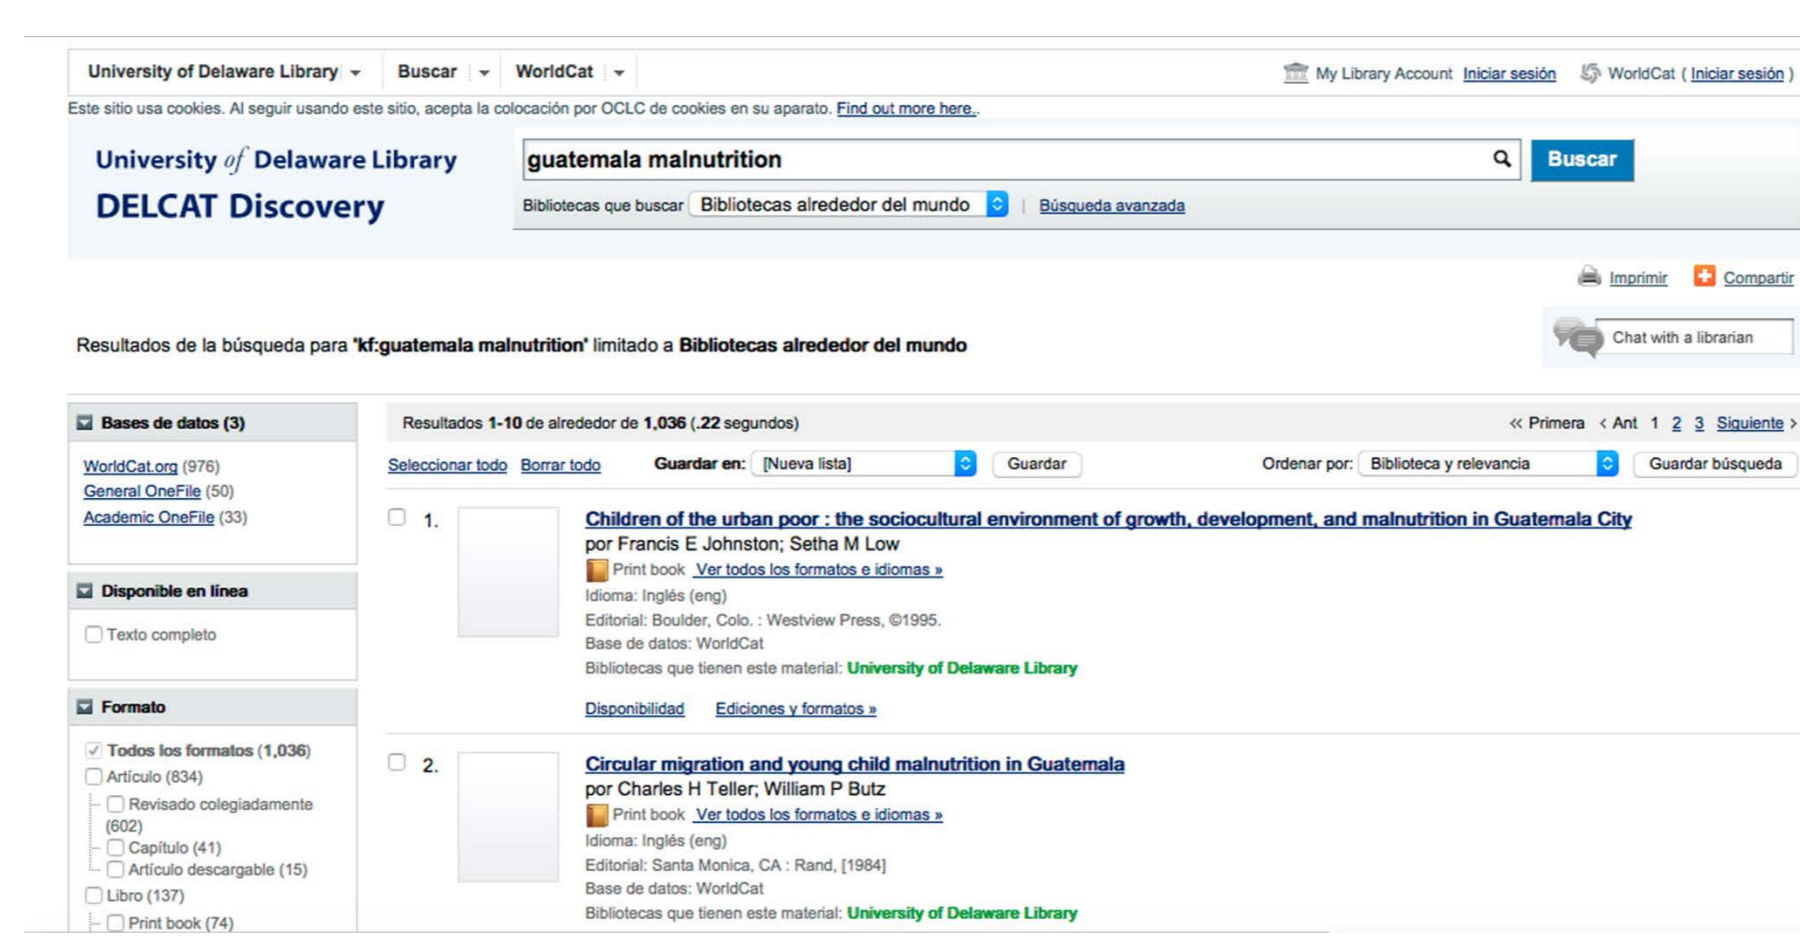 University of Delaware Library Buscar WorldCat My Library Account Iniciar sesión WorldCat ( Iniciar sesión )
Este sitio usa cookies. Al seguir usando este sitio, acepta la colocación por OCLC de cookies en su aparato. Find out more here..
University of Delaware Library
DELCAT Discovery
guatemala malnutrition Buscar
Bibliotecas que buscar Bibliotecas alrededor del mundo | Búsqueda avanzada
Imprimir Compartir
Chat with a librarian
Resultados de la búsqueda para 'kf:guatemala malnutrition' limitado a Bibliotecas alrededor del mundo
Bases de datos (3)
WorldCat.org (976)
General OneFile (50)
Academic OneFile (33)
Disponible en línea
Texto completo
Formato
Todos los formatos (1,036)
Artículo (834)
Revisado colegiadamente
(602)
Capítulo (41)
Artículo descargable (15)
Libro (137)
Print book (74)
Resultados 1-10 de alrededor de 1,036 (.22 segundos) « Primera < Ant 1 2 3 Siguiente >
Seleccionar todo Borrar todo Guardar en: [Nueva lista] Guardar Ordenar por: Biblioteca y relevancia Guardar búsqueda
1. Children of the urban poor : the sociocultural environment of growth, development, and malnutrition in Guatemala City
por Francis E Johnston; Setha M Low
Print book Ver todos los formatos e idiomas »
Idioma: Inglés (eng)
Editorial: Boulder, Colo. : Westview Press, ©1995.
Base de datos: WorldCat
Bibliotecas que tienen este material: University of Delaware Library
Disponibilidad Ediciones y formatos »
2. Circular migration and young child malnutrition in Guatemala
por Charles H Teller; William P Butz
Print book Ver todos los formatos e idiomas »
Idioma: Inglés (eng)
Editorial: Santa Monica, CA : Rand, [1984]
Base de datos: WorldCat
Bibliotecas que tienen este material: University of Delaware Library